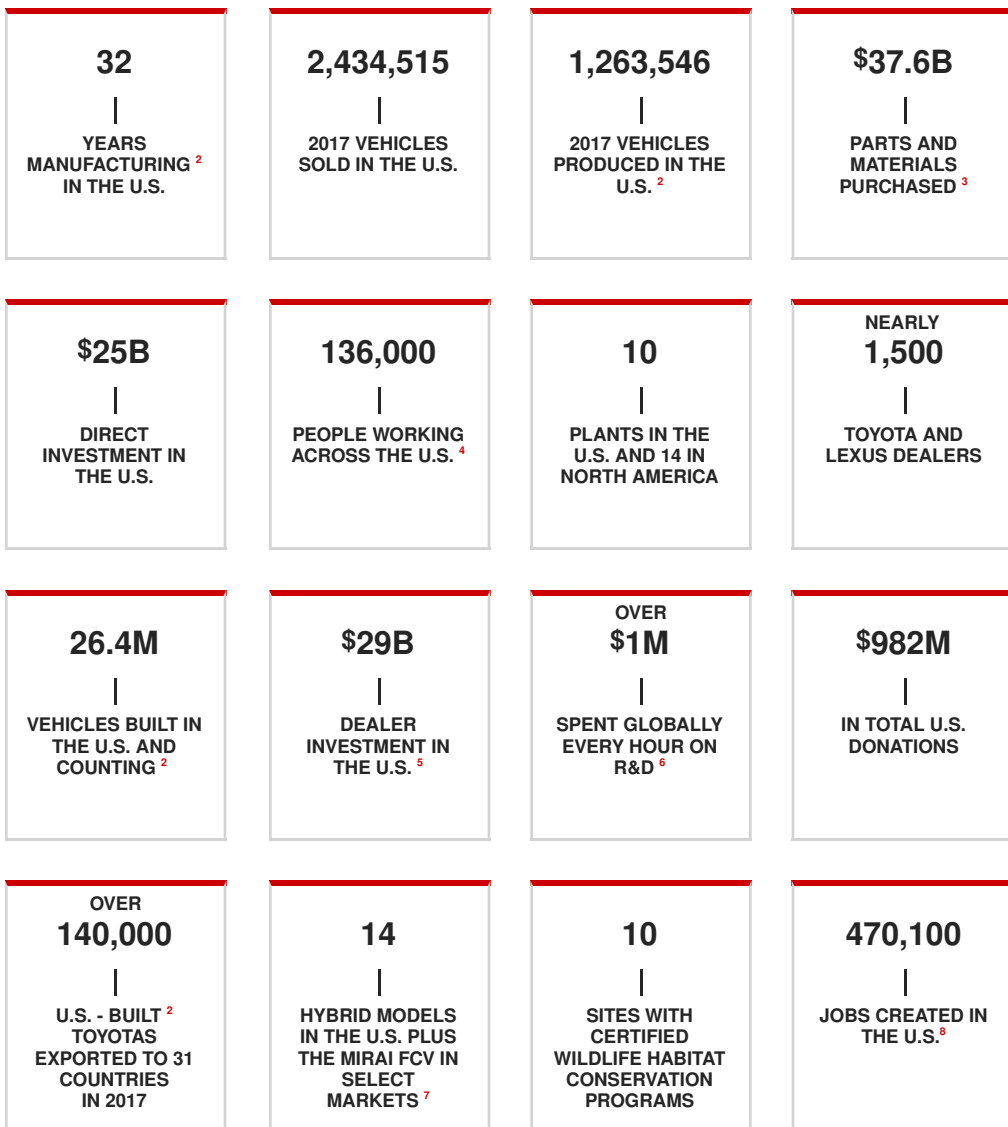 32
YEARS
MANUFACTURING 2
IN THE U.S.
2,434,515
2017 VEHICLES
SOLD IN THE U.S.
1,263,546
2017 VEHICLES
PRODUCED IN THE
U.S. 2
$37.6B
PARTS AND
MATERIALS
PURCHASED 3
$25B
DIRECT
INVESTMENT IN
THE U.S.
136,000
PEOPLE WORKING
ACROSS THE U.S. 4
10
PLANTS IN THE
U.S. AND 14 IN
NORTH AMERICA
NEARLY
1,500
TOYOTA AND
LEXUS DEALERS
26.4M
VEHICLES BUILT IN
THE U.S. AND
COUNTING 2
$29B
DEALER
INVESTMENT IN
THE U.S. 5
OVER
$1M
SPENT GLOBALLY
EVERY HOUR ON
R&D 6
$982M
IN TOTAL U.S.
DONATIONS
OVER
140,000
U.S. - BUILT 2
TOYOTAS
EXPORTED TO 31
COUNTRIES
IN 2017
14
HYBRID MODELS
IN THE U.S. PLUS
THE MIRAI FCV IN
SELECT
MARKETS 7
10
SITES WITH
CERTIFIED
WILDLIFE HABITAT
CONSERVATION
PROGRAMS
470,100
JOBS CREATED IN
THE U.S.8